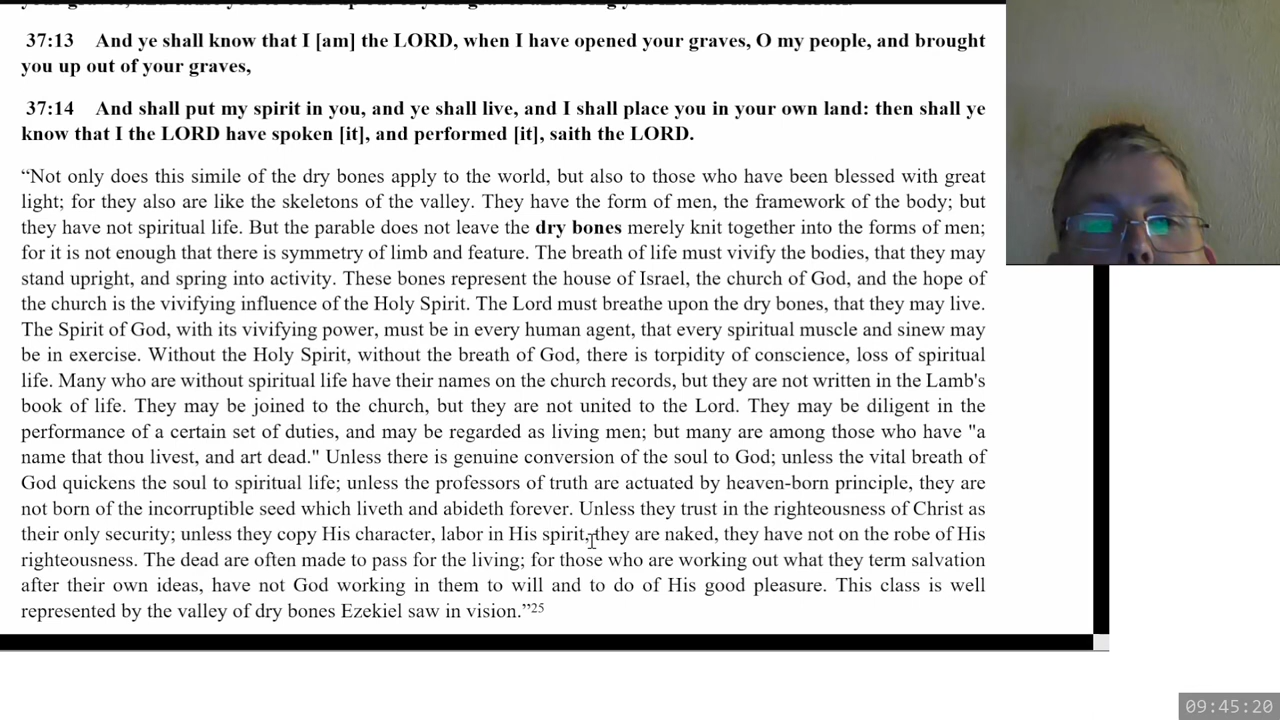 37:13 And ye shall know that I [am] the LORD, when I have opened your graves, O my people, and brought
you up out of your graves,
37:14 And shall put my spirit in you, and ye shall live, and I shall place you in your own land: then shall ye
know that I the LORD have spoken [it], and performed [it], saith the LORD.
“Not only does this simile of the dry bones apply to the world, but also to those who have been blessed with great
light; for they also are like the skeletons of the valley. They have the form of men, the framework of the body; but
they have not spiritual life. But the parable does not leave the dry bones merely knit together into the forms of men;
for it is not enough that there is symmetry of limb and feature. The breath of life must vivify the bodies, that they may
stand upright, and spring into activity. These bones represent the house of Israel, the church of God, and the hope of
the church is the vivifying influence of the Holy Spirit. The Lord must breathe upon the dry bones, that they may live.
The Spirit of God, with its vivifying power, must be in every human agent, that every spiritual muscle and sinew may
be in exercise. Without the Holy Spirit, without the breath of God, there is torpidity of conscience, loss of spiritual
life. Many who are without spiritual life have their names on the church records, but they are not written in the Lamb's
book of life. They may be joined to the church, but they are not united to the Lord. They may be diligent in the
performance of a certain set of duties, and may be regarded as living men; but many are among those who have "a
name that thou livest, and art dead." Unless there is genuine conversion of the soul to God; unless the vital breath of
God quickens the soul to spiritual life; unless the professors of truth are actuated by heaven-born principle, they are
not born of the incorruptible seed which liveth and abideth forever. Unless they trust in the righteousness of Christ as
their only security; unless they copy His character, labor in His spirit, they are naked, they have not on the robe of His
righteousness. The dead are often made to pass for the living; for those who are working out what they term salvation
after their own ideas, have not God working in them to will and to do of His good pleasure. This class is well
represented by the valley of dry bones Ezekiel saw in vision.”25
09:45:20